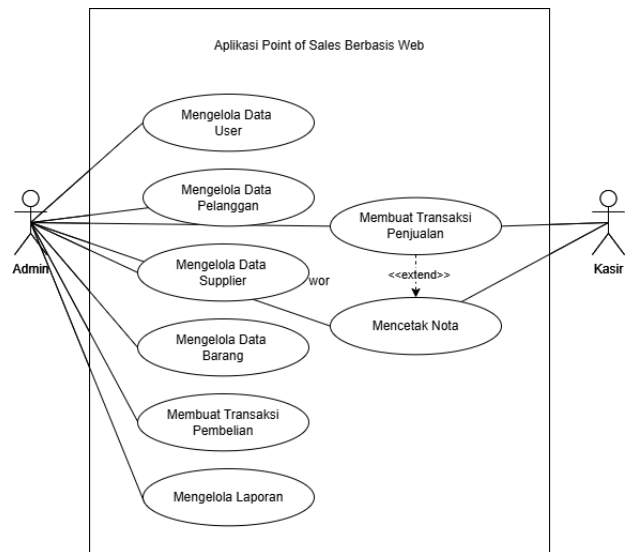 Aplikasi Point of Sales Berbasis Web
Mengelola Data
User
Mengelola Data
Pelanggan
Membuat Transaksi
Penjualan
Admin
Kasir
Mengelola Data
Supplier
<<extend>>
wor
Mencetak Nota
Mengelola Data
Barang
Membuat Transaksi
Pembelian
Mengelola Laporan